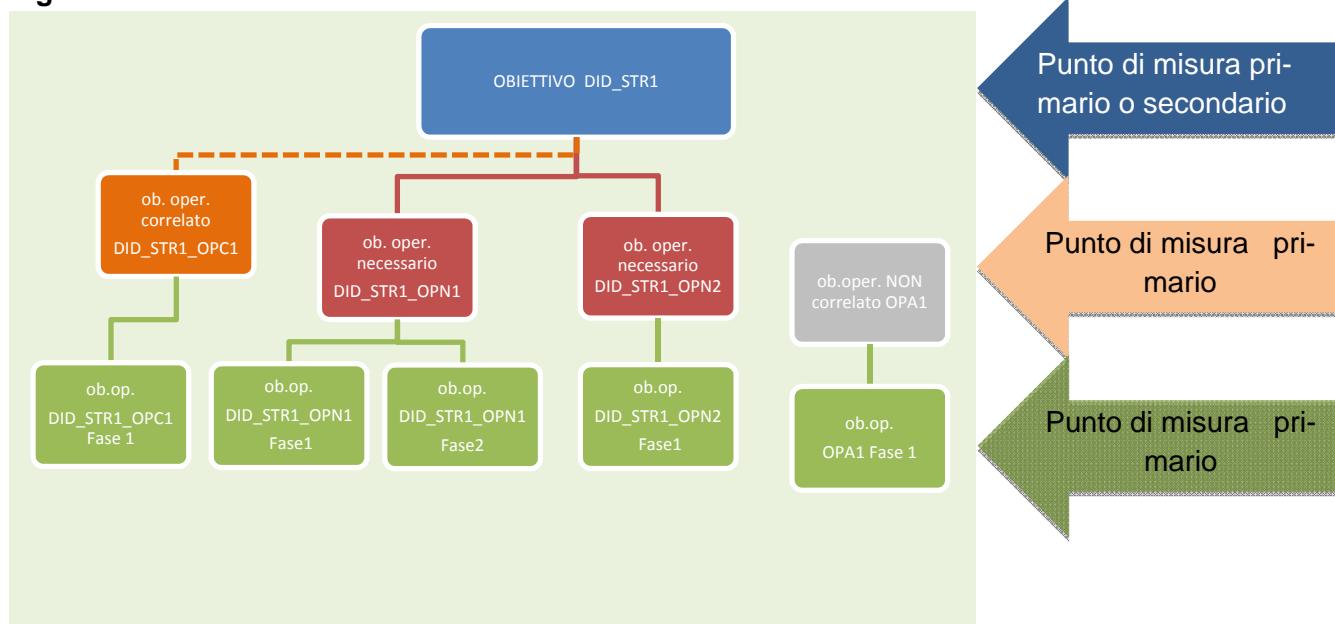 OBIETTIVO DID_STR1
Punto di misura pri-
mario o secondario
ob. oper.
correlato
DID_STR1_OPC1
ob. oper.
necessario
DID_STR1_OPN1
ob. oper.
necessario
DID_STR1_OPN2
ob.oper. NON
correlato OPA1
Punto di misura pri-
mario
ob.op.
DID_STR1_OPC1
Fase 1
ob.op.
DID_STR1_OPN1
Fase1
ob.op.
DID_STR1_OPN1
Fase2
ob.op.
DID_STR1_OPN2
Fase1
ob.op.
OPA1 Fase 1
Punto di misura pri-
mario